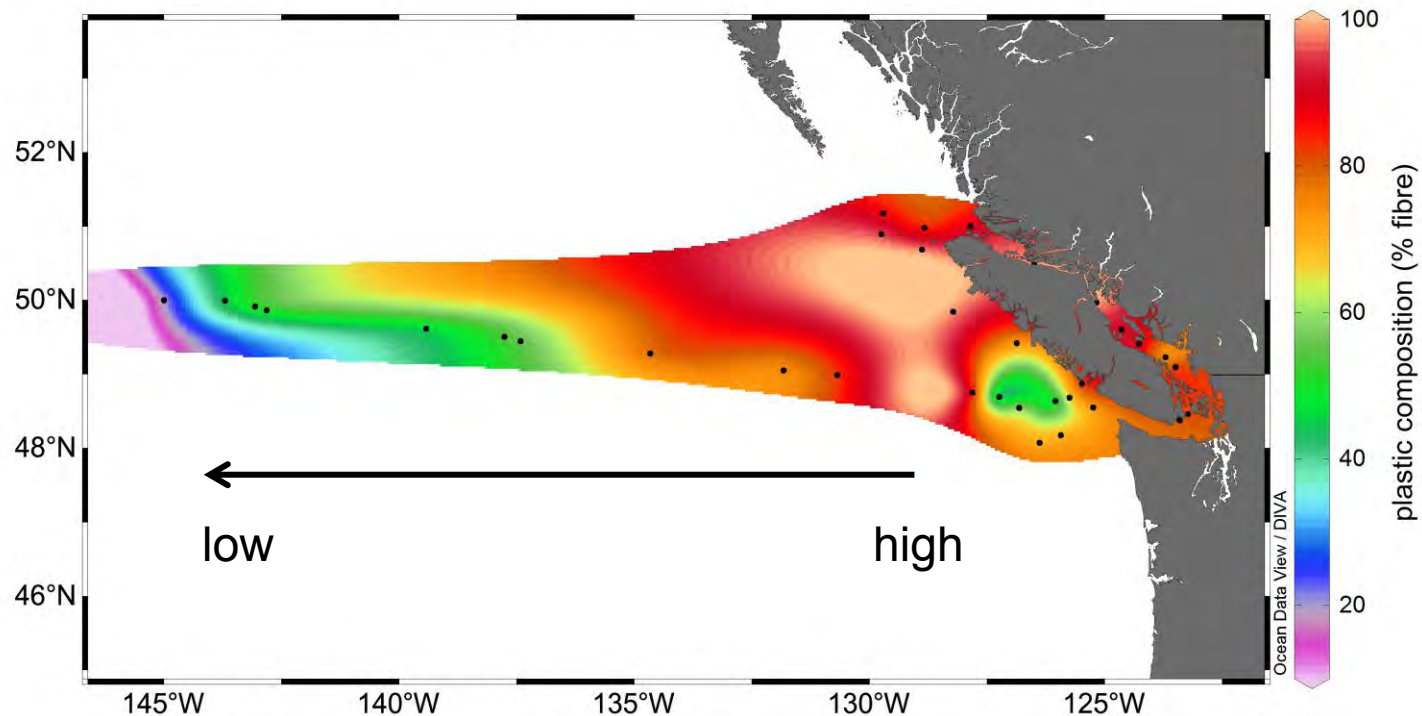 52°N
50°N
48°N
46°N
145°W
140°W
135°W
130°W
125°W
low
high
Ocean Data View / DIVA
100
80
60
40
20
plastic composition (% fibre)